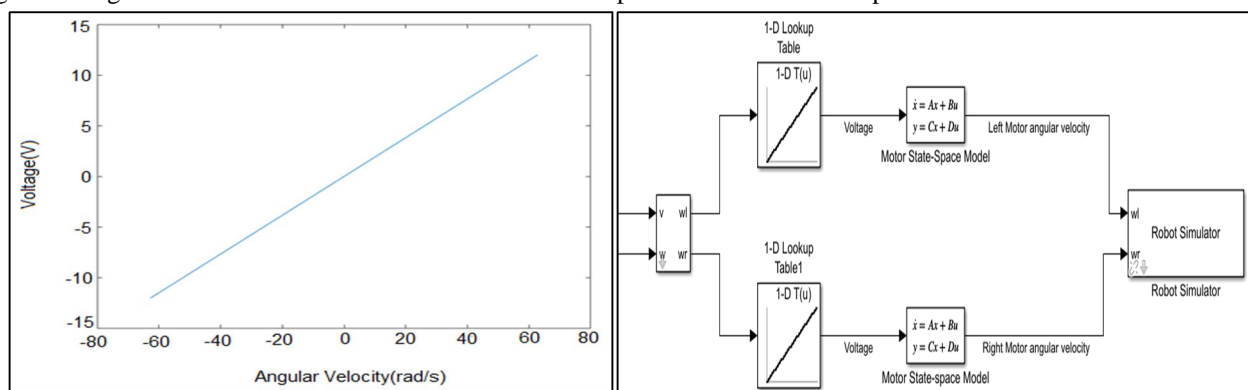 15
10
5
0
-5
-10
-15
-80
-60
-40
-20
0
20
40
60
80
Voltage(V)
Angular Velocity(rad/s)
1-D Lookup
Table
1-D T(u)
Voltage
ẋ = Ax + Bu
y = Cx + Du
Motor State-Space Model
Left Motor angular velocity
v wl
w wr
1-D Lookup
Table1
1-D T(u)
Voltage
ẋ = Ax + Bu
y = Cx + Du
Motor State-space Model
Right Motor angular velocity
wl
wr
Robot Simulator
Robot Simulator